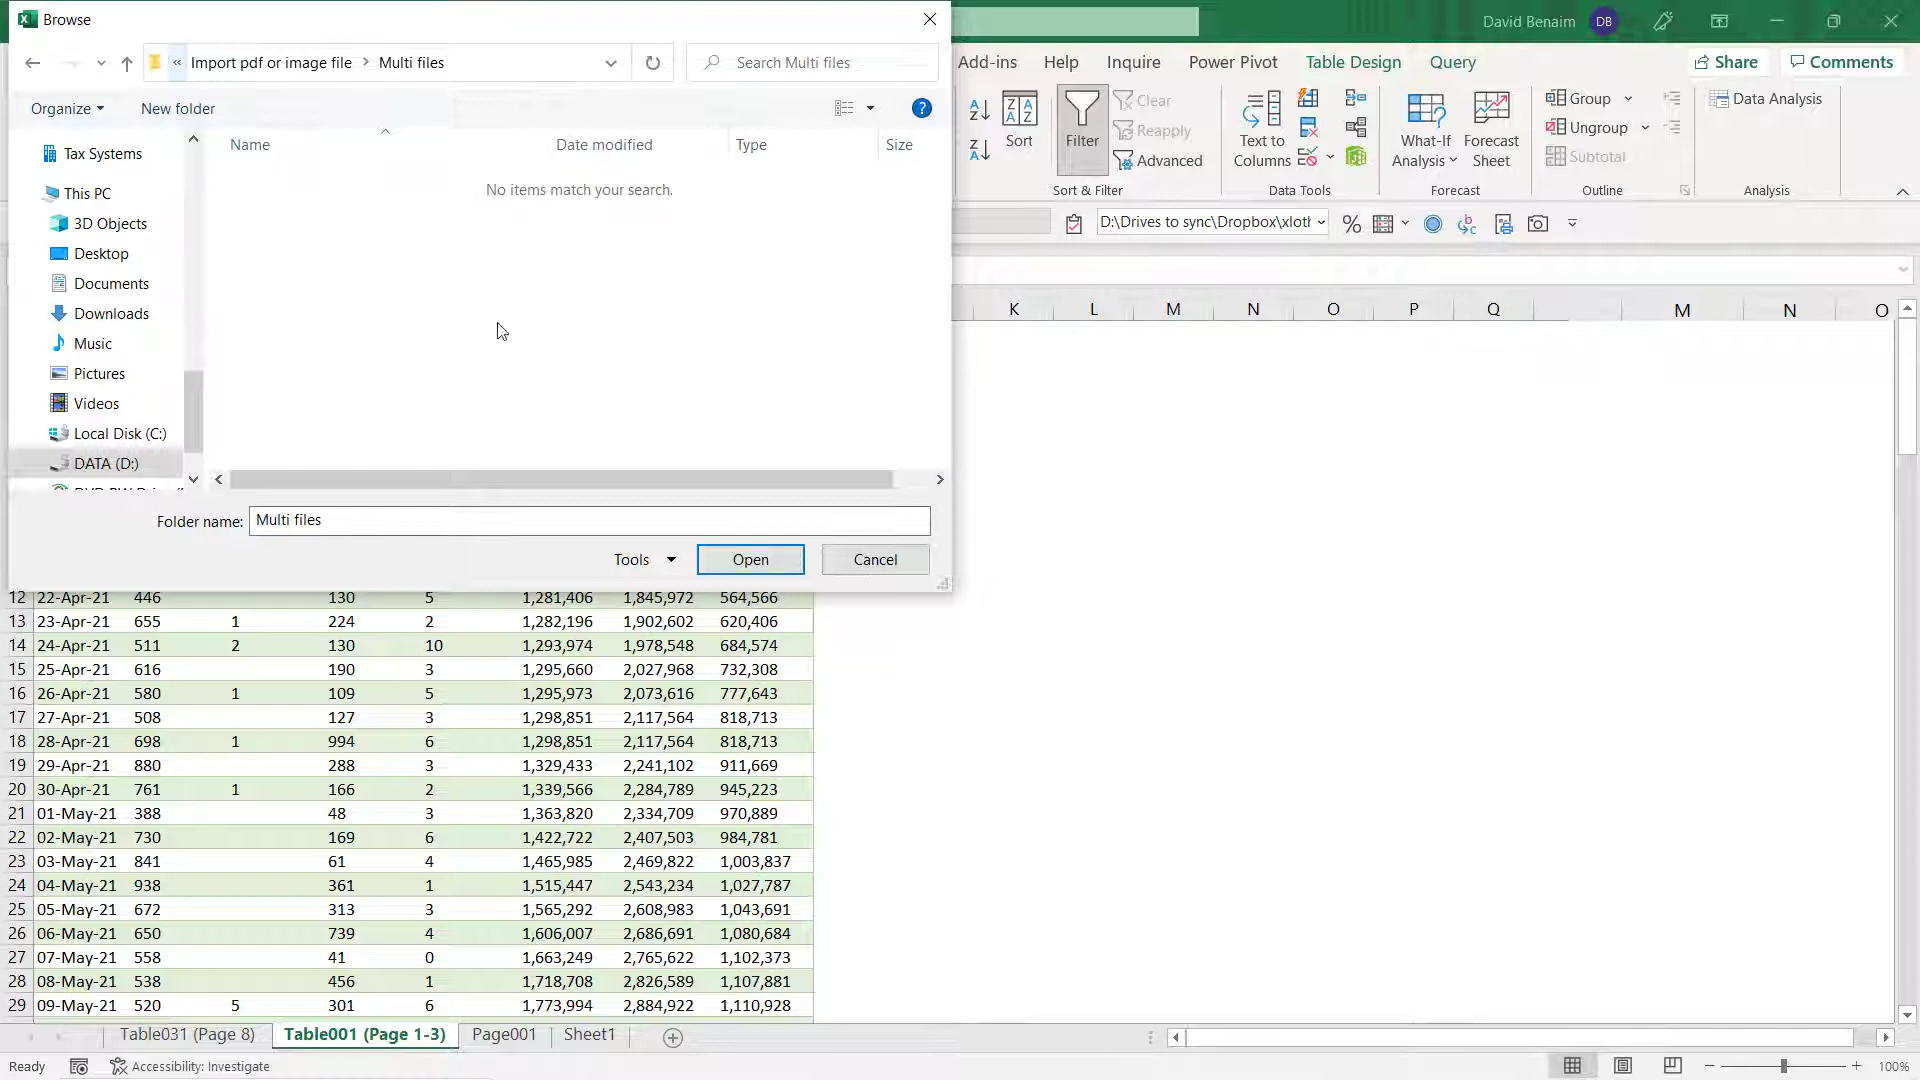 Browse
David Benaim DB
« Import pdf or image file > Multi files
Search Multi files
Add-ins Help Inquire Power Pivot Table Design Query Share Comments
Organize New folder
Name Date modified Type Size
No items match your search.
Tax Systems
This PC
3D Objects
Desktop
Documents
Downloads
Music
Pictures
Videos
Local Disk (C:)
DATA (D:)
Folder name: Multi files
Tools Open Cancel
Sort
Filter
Clear
Reapply
Advanced
Sort & Filter
Text to Columns
Data Tools
What-If Analysis
Forecast Sheet
Forecast
Group
Ungroup
Subtotal
Outline
Data Analysis
Analysis
D:\Drives to sync\Dropbox\xlotl
K L M N O P Q M N O
12 22-Apr-21 446 130 5 1,281,406 1,845,972 564,566
13 23-Apr-21 655 1 224 2 1,282,196 1,902,602 620,406
14 24-Apr-21 511 2 130 10 1,293,974 1,978,548 684,574
15 25-Apr-21 616 190 3 1,295,660 2,027,968 732,308
16 26-Apr-21 580 1 109 5 1,295,973 2,073,616 777,643
17 27-Apr-21 508 127 3 1,298,851 2,117,564 818,713
18 28-Apr-21 698 1 994 6 1,298,851 2,117,564 818,713
19 29-Apr-21 880 288 3 1,329,433 2,241,102 911,669
20 30-Apr-21 761 1 166 2 1,339,566 2,284,789 945,223
21 01-May-21 388 48 3 1,363,820 2,334,709 970,889
22 02-May-21 730 169 6 1,422,722 2,407,503 984,781
23 03-May-21 841 61 4 1,465,985 2,469,822 1,003,837
24 04-May-21 938 361 1 1,515,447 2,543,234 1,027,787
25 05-May-21 672 313 3 1,565,292 2,608,983 1,043,691
26 06-May-21 650 739 4 1,606,007 2,686,691 1,080,684
27 07-May-21 558 41 0 1,663,249 2,765,622 1,102,373
28 08-May-21 538 456 1 1,718,708 2,826,589 1,107,881
29 09-May-21 520 5 301 6 1,773,994 2,884,922 1,110,928
Table031 (Page 8) Table001 (Page 1-3) Page001 Sheet1
Ready Accessibility: Investigate 100%